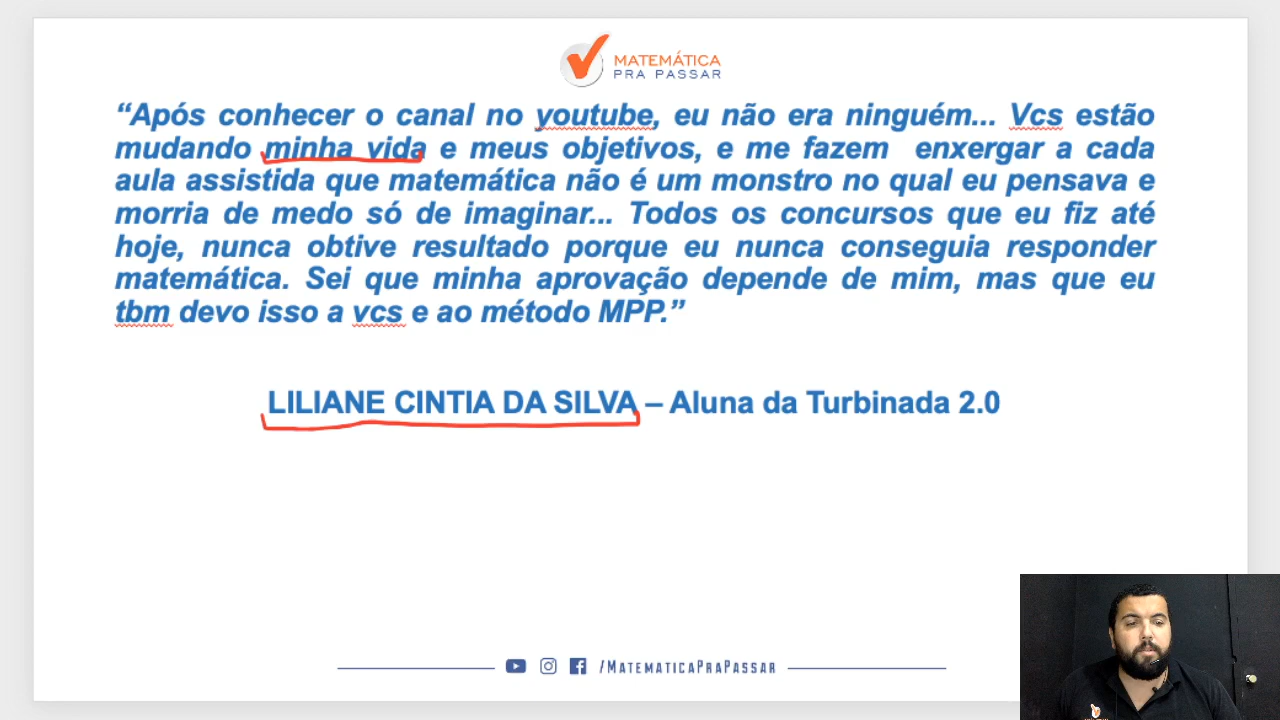 MATEMÁTICA
PRA PASSAR
“Após conhecer o canal no youtube, eu não era ninguém... Vcs estão
mudando minha vida e meus objetivos, e me fazem enxergar a cada
aula assistida que matemática não é um monstro no qual eu pensava e
morria de medo só de imaginar... Todos os concursos que eu fiz até
hoje, nunca obtive resultado porque eu nunca conseguia responder
matemática. Sei que minha aprovação depende de mim, mas que eu
tbm devo isso a vcs e ao método MPP.”
LILIANE CINTIA DA SILVA – Aluna da Turbinada 2.0
/MATEMATICAPRAPASSAR